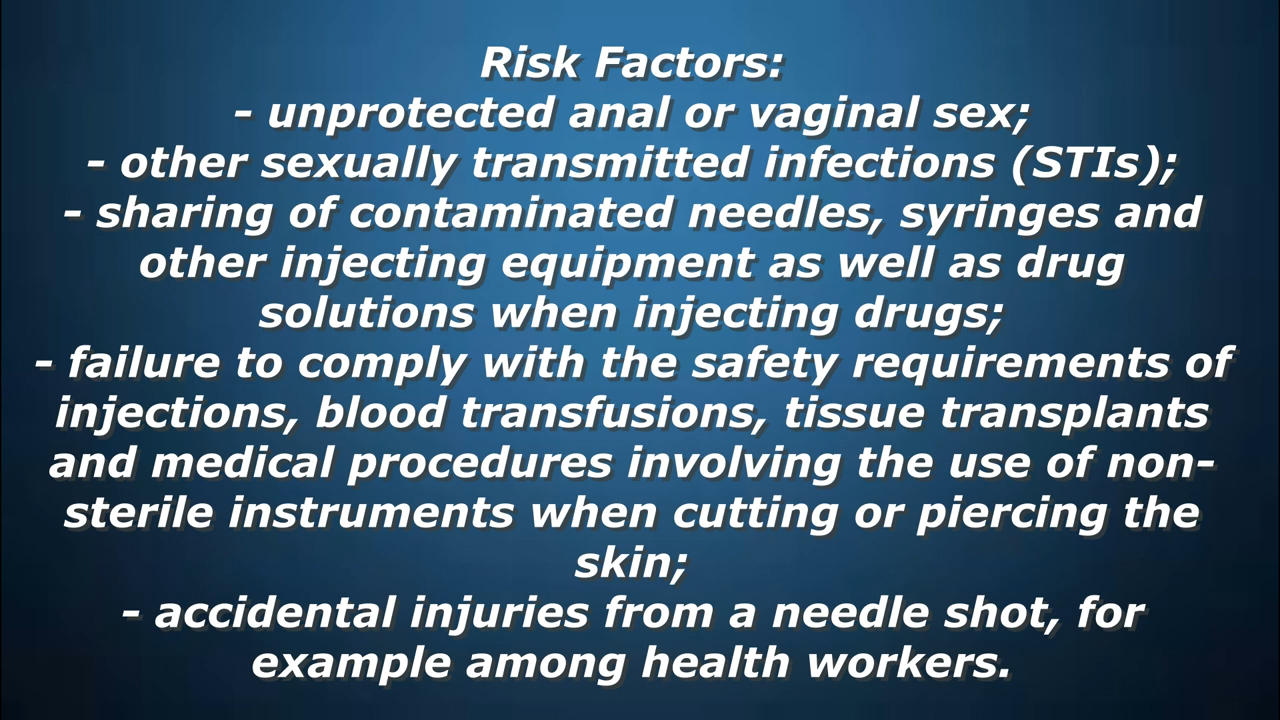 Risk Factors:
- unprotected anal or vaginal sex;
- other sexually transmitted infections (STIs);
- sharing of contaminated needles, syringes and
other injecting equipment as well as drug
solutions when injecting drugs;
- failure to comply with the safety requirements of
injections, blood transfusions, tissue transplants
and medical procedures involving the use of non-
sterile instruments when cutting or piercing the
skin;
- accidental injuries from a needle shot, for
example among health workers.